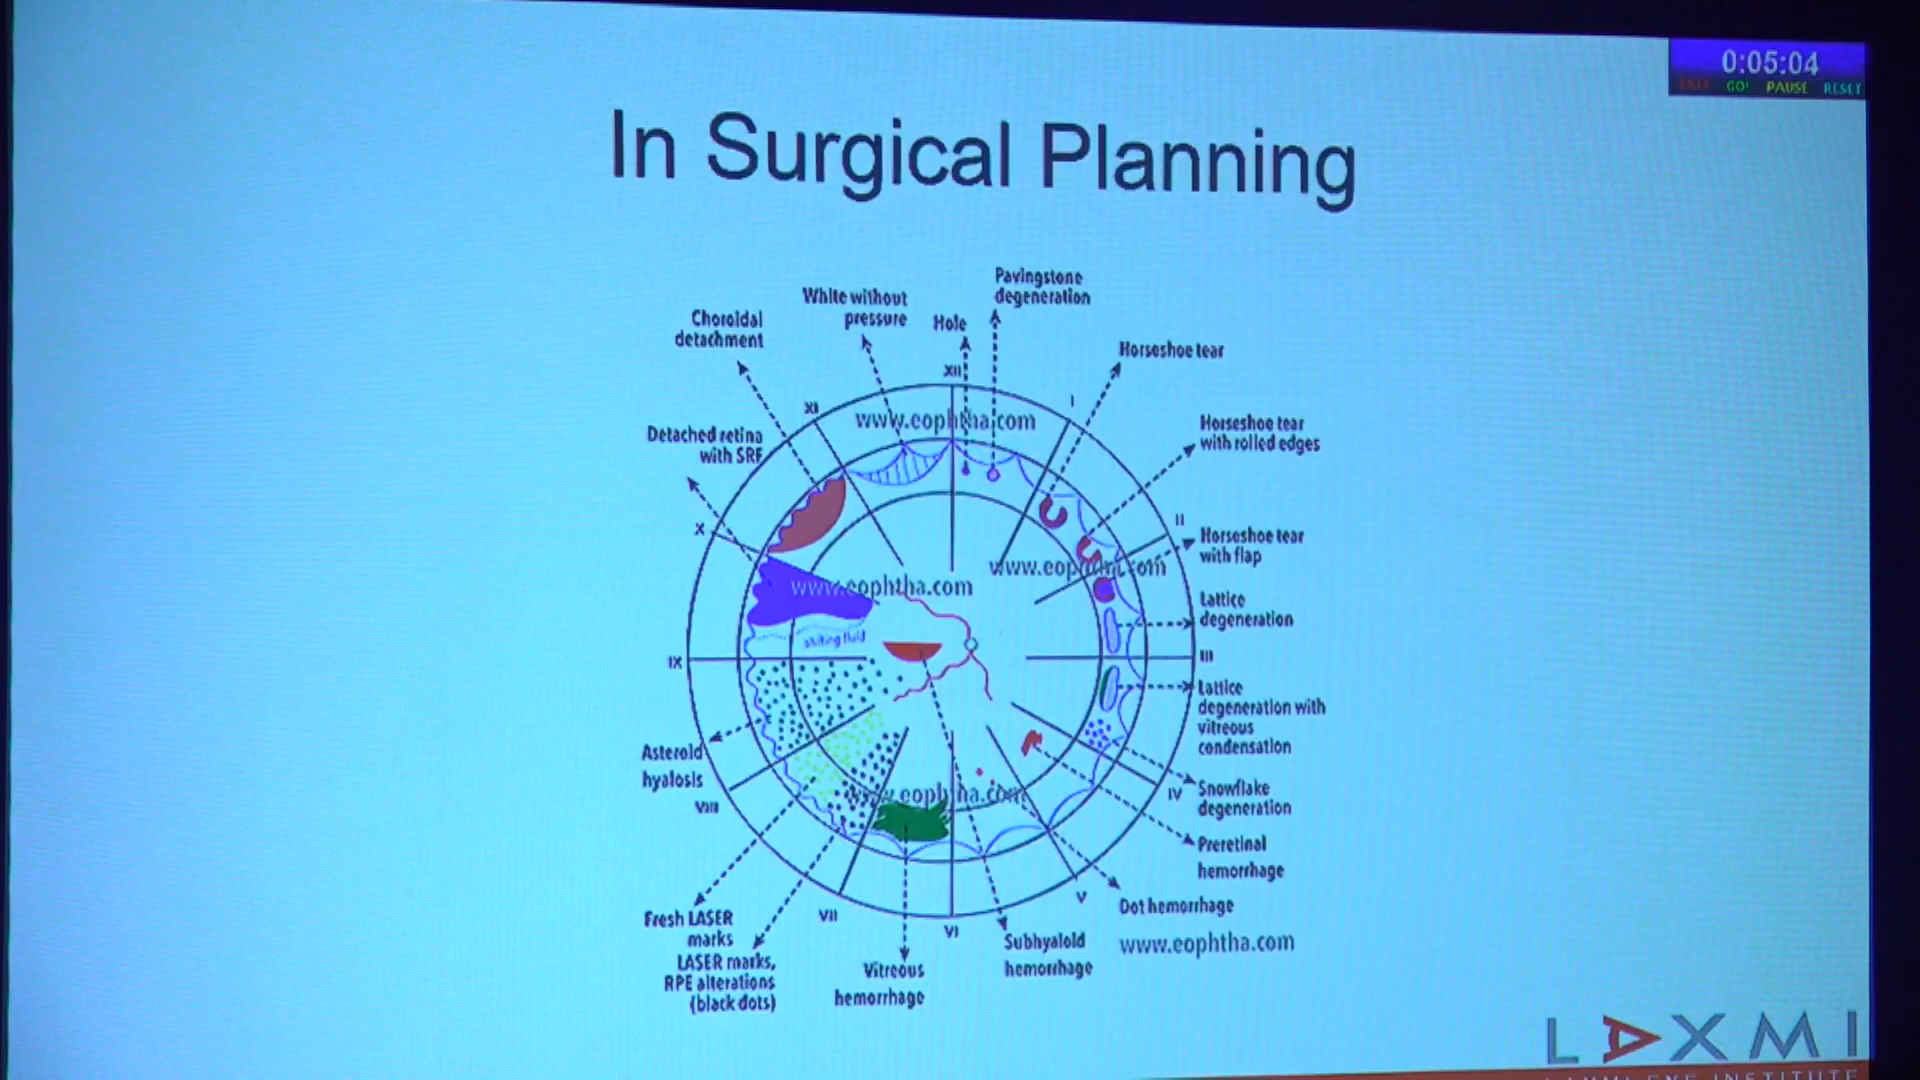 0:05:04
EXIT GO! PAUSE RESET
In Surgical Planning
Pavingstone
degeneration
White without
pressure
Hole
Choroidal
detachment
Horseshoe tear
XII
XI
I
www.eophtha.com
Detached retina
with SRF
Horseshoe tear
with rolled edges
X
II
Horseshoe tear
with flap
www.eophtha.com
www.eophtha.com
Lattice
degeneration
shifting fluid
IX
III
Lattice
degeneration with
vitreous
condensation
Asteroid
hyalosis
VIII
IV
Snowflake
degeneration
www.eophtha.com
Preretinal
hemorrhage
V
Dot hemorrhage
Fresh LASER
marks
VII
VI
LASER marks,
RPE alterations
(black dots)
Vitreous
hemorrhage
Subhyaloid
hemorrhage
www.eophtha.com
LAXMI
LAXMI EYE INSTITUTE